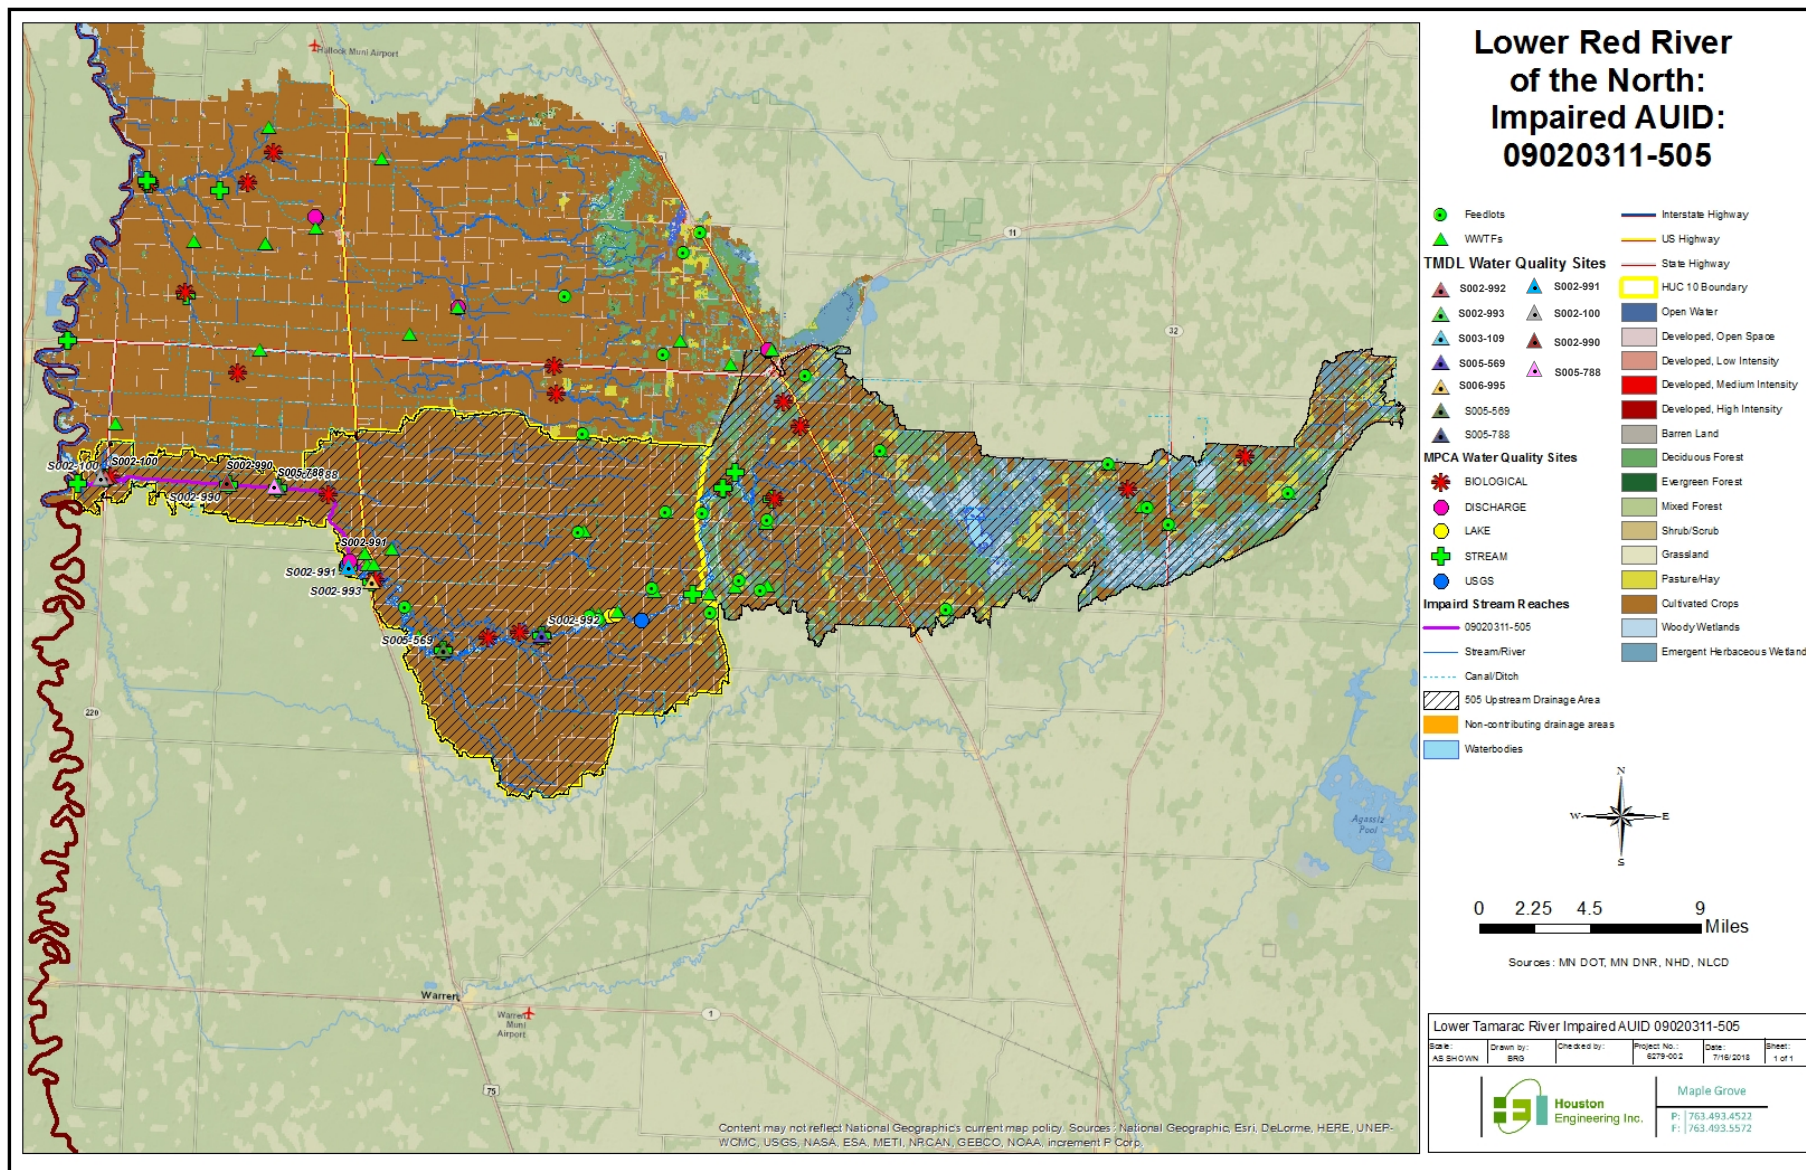 Lower Red River
of the North:
Impaired AUID:
09020311-505
Feedlots
WWTFs
TMDL Water Quality Sites
S002-992
S002-993
S003-109
S005-569
S006-995
S005-569
S005-788
S002-991
S002-100
S002-990
S005-788
MPCA Water Quality Sites
BIOLOGICAL
DISCHARGE
LAKE
STREAM
USGS
Impaird Stream Reaches
09020311-505
Stream/River
Canal/Ditch
505 Upstream Drainage Area
Non-contributing drainage areas
Waterbodies
Interstate Highway
US Highway
State Highway
HUC 10 Boundary
Open Water
Developed, Open Space
Developed, Low Intensity
Developed, Medium Intensity
Developed, High Intensity
Barren Land
Deciduous Forest
Evergreen Forest
Mixed Forest
Shrub/Scrub
Grassland
Pasture/Hay
Cultivated Crops
Woody Wetlands
Emergent Herbaceous Wetland
N
W
E
S
0 2.25 4.5 9
Miles
Sources: MN DOT, MN DNR, NHD, NLCD
Lower Tamarac River Impaired AUID 09020311-505
Scale:
AS SHOWN
Drawn by:
BRG
Checked by:
Project No.:
6279-002
Date:
7/16/2018
Sheet:
1 of 1
Houston
Engineering Inc.
Maple Grove
P: 763.493.4522
F: 763.493.5572
Hallock Muni Airport
11
32
S002-100
S002-100
S002-990
S002-990
S005-788
S002-991
S002-991
S002-993
S002-992
S005-569
220
Agassiz
Pool
Warren
Warren
Muni
Airport
1
75
Content may not reflect National Geographic's current map policy. Sources: National Geographic, Esri, DeLorme, HERE, UNEP-
WCMC, USGS, NASA, ESA, METI, NRCAN, GEBCO, NOAA, increment P Corp.